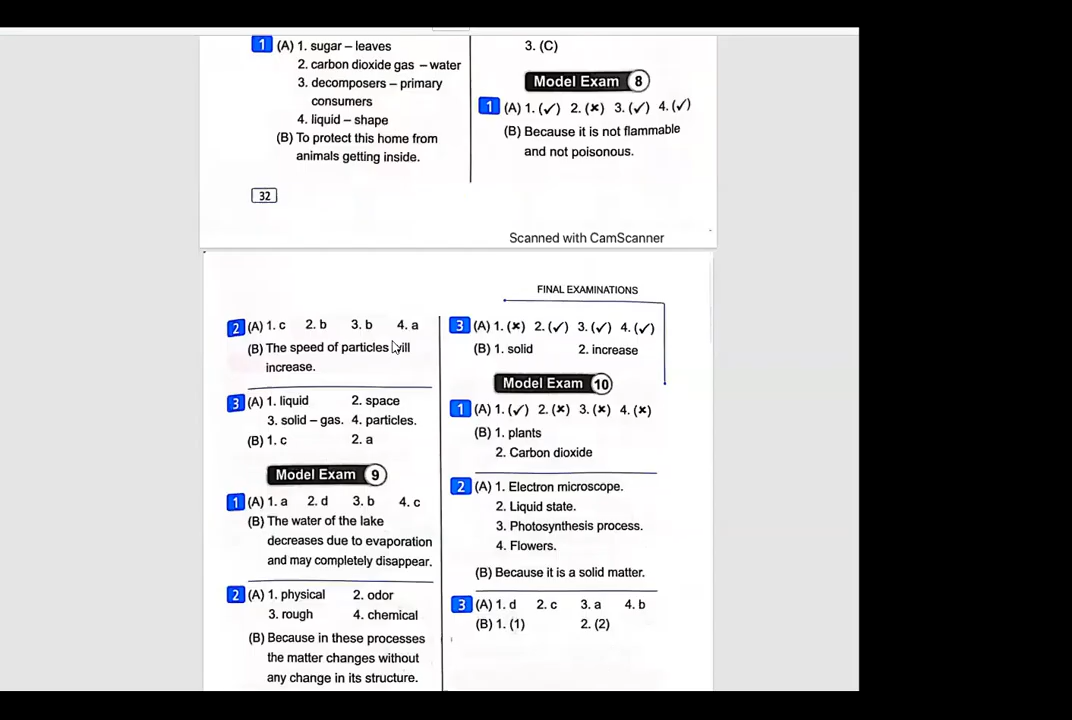 1 (A) 1. sugar – leaves
2. carbon dioxide gas – water
3. decomposers – primary
consumers
4. liquid – shape
(B) To protect this home from
animals getting inside.
32
3. (C)
Model Exam 8
1 (A) 1. (✓) 2. (✗) 3. (✓) 4. (✓)
(B) Because it is not flammable
and not poisonous.
Scanned with CamScanner
FINAL EXAMINATIONS
2 (A) 1. c 2. b 3. b 4. a
(B) The speed of particles will
increase.
3 (A) 1. liquid 2. space
3. solid – gas. 4. particles.
(B) 1. c 2. a
Model Exam 9
1 (A) 1. a 2. d 3. b 4. c
(B) The water of the lake
decreases due to evaporation
and may completely disappear.
2 (A) 1. physical 2. odor
3. rough 4. chemical
(B) Because in these processes
the matter changes without
any change in its structure.
3 (A) 1. (✗) 2. (✓) 3. (✓) 4. (✓)
(B) 1. solid 2. increase
Model Exam 10
1 (A) 1. (✓) 2. (✗) 3. (✗) 4. (✗)
(B) 1. plants
2. Carbon dioxide
2 (A) 1. Electron microscope.
2. Liquid state.
3. Photosynthesis process.
4. Flowers.
(B) Because it is a solid matter.
3 (A) 1. d 2. c 3. a 4. b
(B) 1. (1) 2. (2)